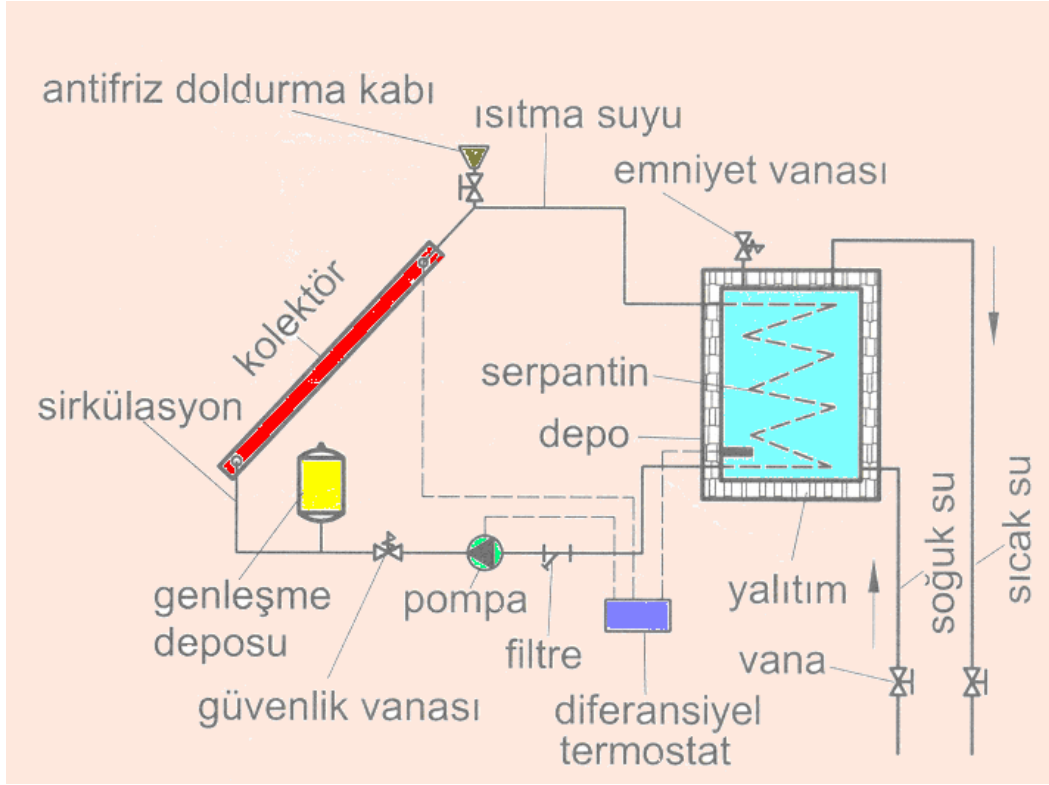 antifriz doldurma kabı
ısıtma suyu
emniyet vanası
kolektör
serpantin
sirkülasyon
depo
soğuk su
sıcak su
genleşme
deposu
pompa
yalıtım
filtre
vana
güvenlik vanası
diferansiyel
termostat